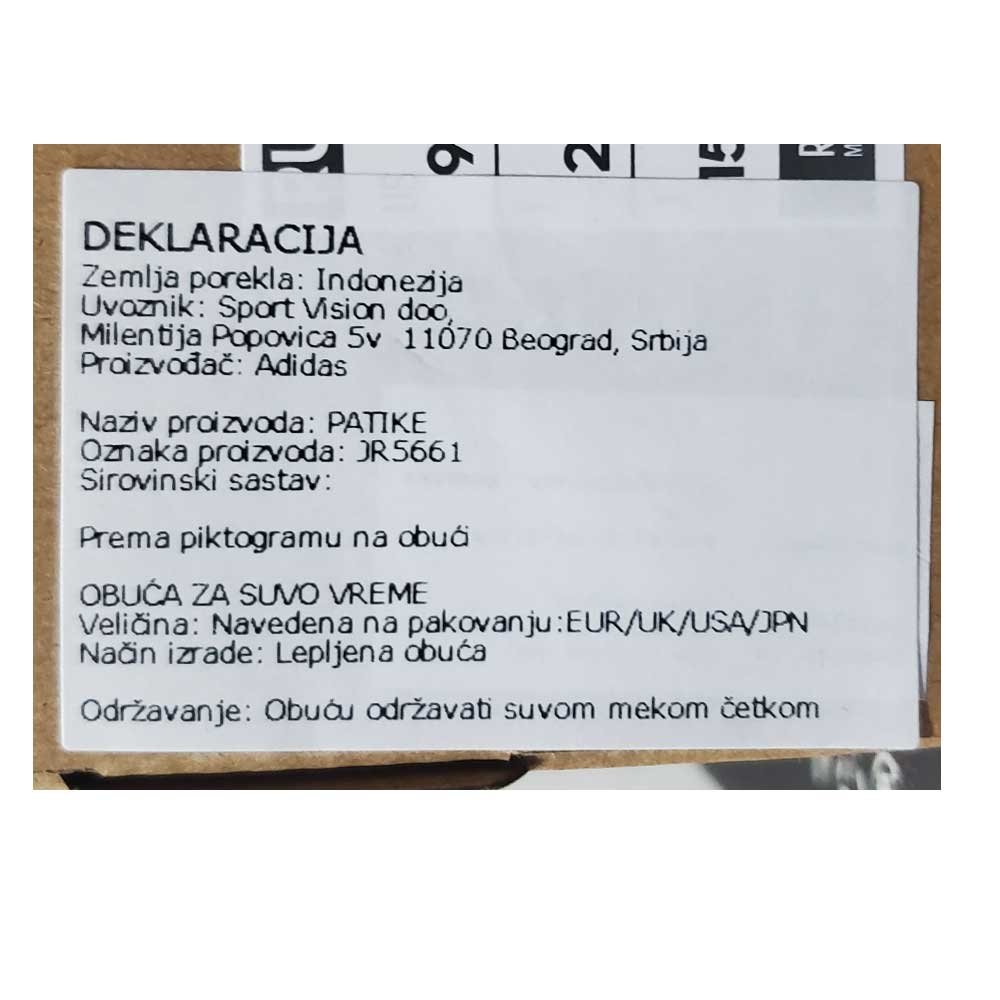 DEKLARACIJA
Zemlja porekla: Indonezija
Uvoznik: Sport Vision doo,
Milentija Popovica 5v 11070 Beograd, Srbija
Proizvođač: Adidas
Naziv proizvoda: PATIKE
Oznaka proizvoda: JR5661
Sirovinski sastav:
Prema piktogramu na obući
OBUĆA ZA SUVO VREME
Veličina: Navedena na pakovanju:EUR/UK/USA/JPN
Način izrade: Lepljena obuća
Održavanje: Obuću održavati suvom mekom četkom